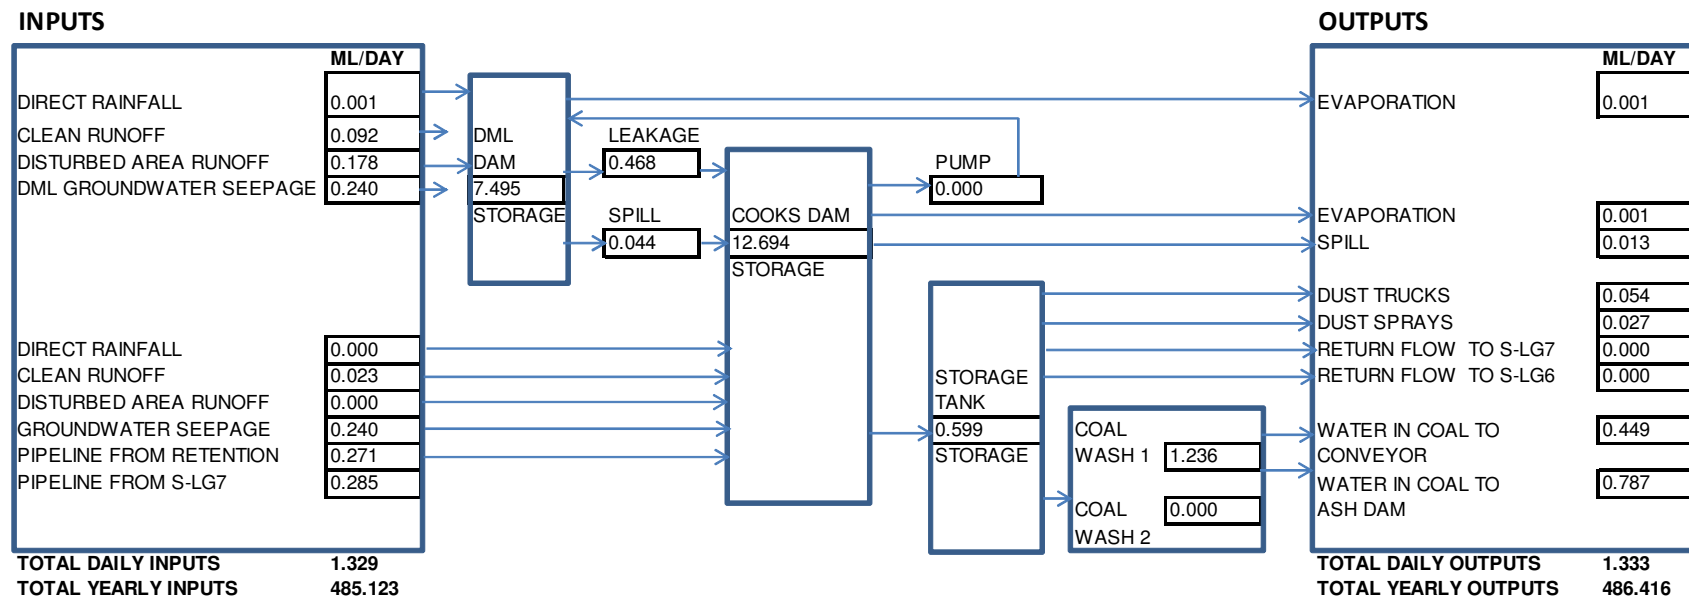 INPUTS
OUTPUTS
ML/DAY
ML/DAY
DIRECT RAINFALL 0.001
EVAPORATION 0.001
CLEAN RUNOFF 0.092
DML
LEAKAGE
DISTURBED AREA RUNOFF 0.178
DAM
0.468
PUMP
DML GROUNDWATER SEEPAGE 0.240
7.495
0.000
STORAGE
SPILL
COOKS DAM
EVAPORATION 0.001
0.044
12.694
SPILL 0.013
STORAGE
DUST TRUCKS 0.054
DUST SPRAYS 0.027
DIRECT RAINFALL 0.000
RETURN FLOW TO S-LG7 0.000
CLEAN RUNOFF 0.023
STORAGE
RETURN FLOW TO S-LG6 0.000
DISTURBED AREA RUNOFF 0.000
TANK
GROUNDWATER SEEPAGE 0.240
0.599
COAL
WATER IN COAL TO 0.449
PIPELINE FROM RETENTION 0.271
STORAGE
WASH 1 1.236
CONVEYOR
PIPELINE FROM S-LG7 0.285
WATER IN COAL TO 0.787
COAL 0.000
ASH DAM
WASH 2
TOTAL DAILY INPUTS 1.329
TOTAL DAILY OUTPUTS 1.333
TOTAL YEARLY INPUTS 485.123
TOTAL YEARLY OUTPUTS 486.416